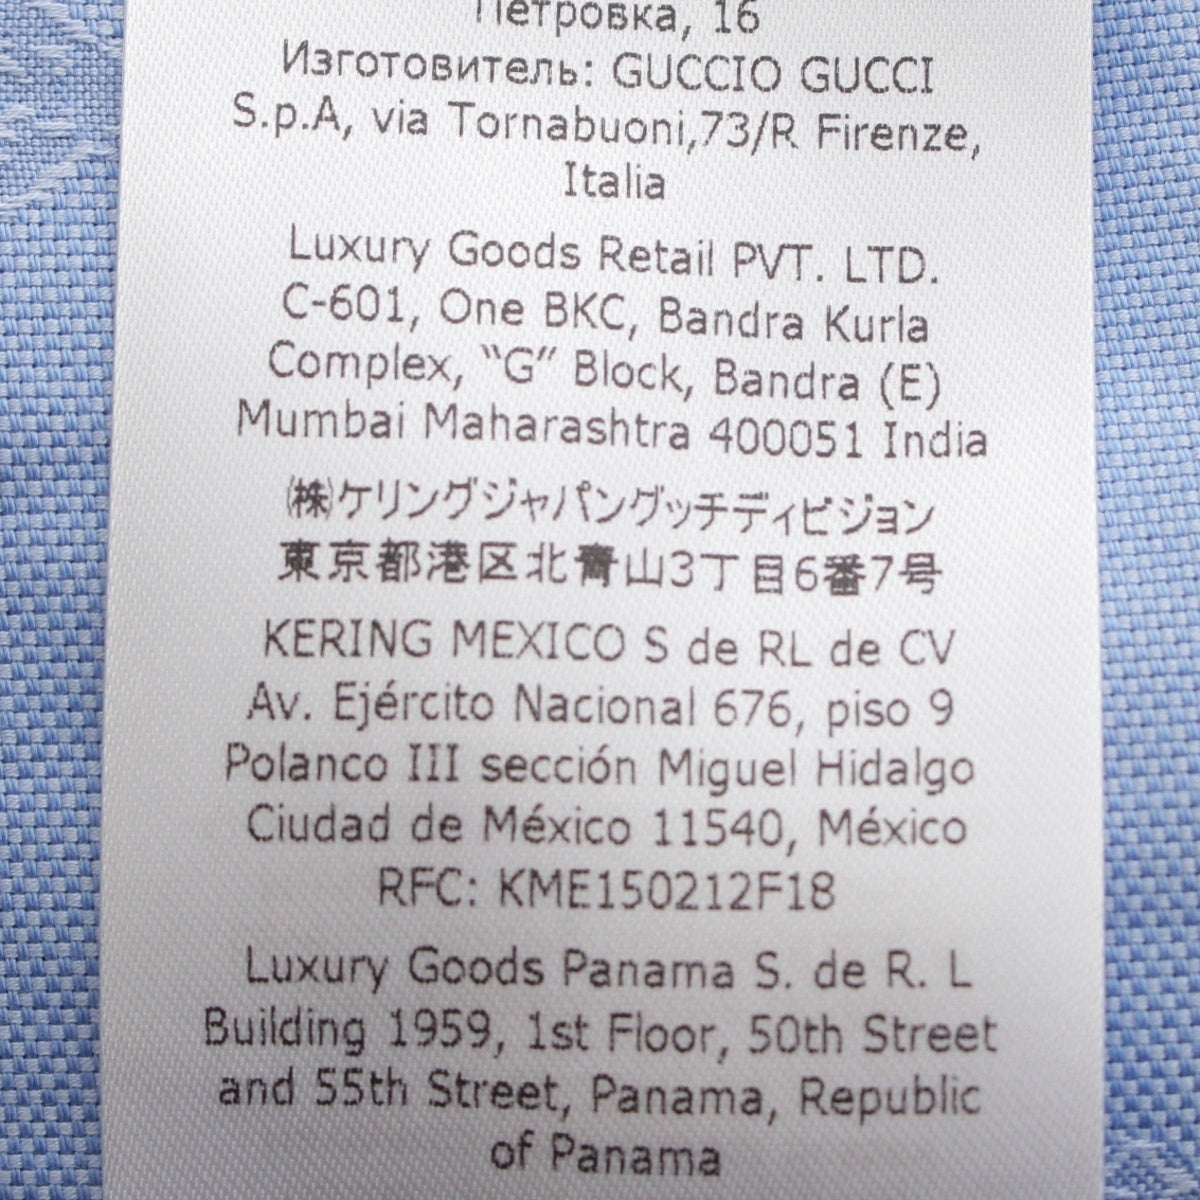 Петровка, 16
Изготовитель: GUCCIO GUCCI
S.p.A, via Tornabuoni,73/R Firenze,
Italia
Luxury Goods Retail PVT. LTD.
C-601, One BKC, Bandra Kurla
Complex, “G” Block, Bandra (E)
Mumbai Maharashtra 400051 India
㈱ケリングジャパングッチディビジョン
東京都港区北青山3丁目6番7号
KERING MEXICO S de RL de CV
Av. Ejército Nacional 676, piso 9
Polanco III sección Miguel Hidalgo
Ciudad de México 11540, México
RFC: KME150212F18
Luxury Goods Panama S. de R. L
Building 1959, 1st Floor, 50th Street
and 55th Street, Panama, Republic
of Panama